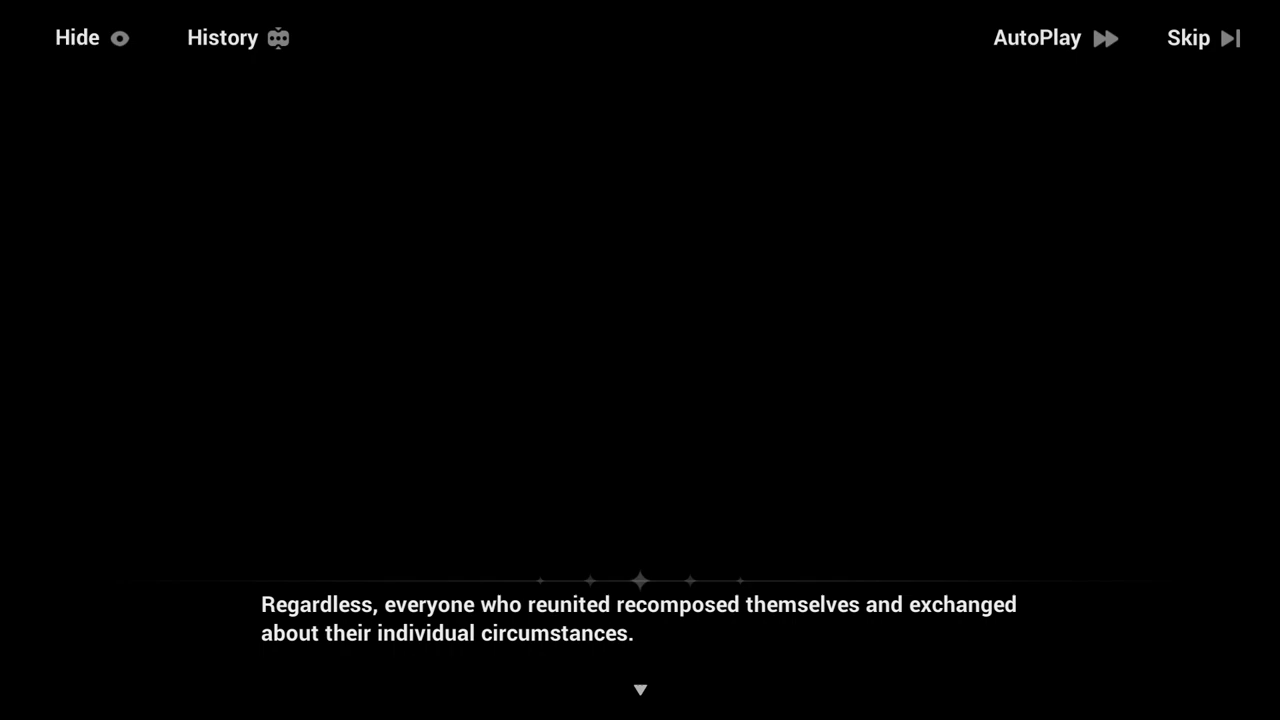 Hide
History
AutoPlay
Skip
Regardless, everyone who reunited recomposed themselves and exchanged
about their individual circumstances.